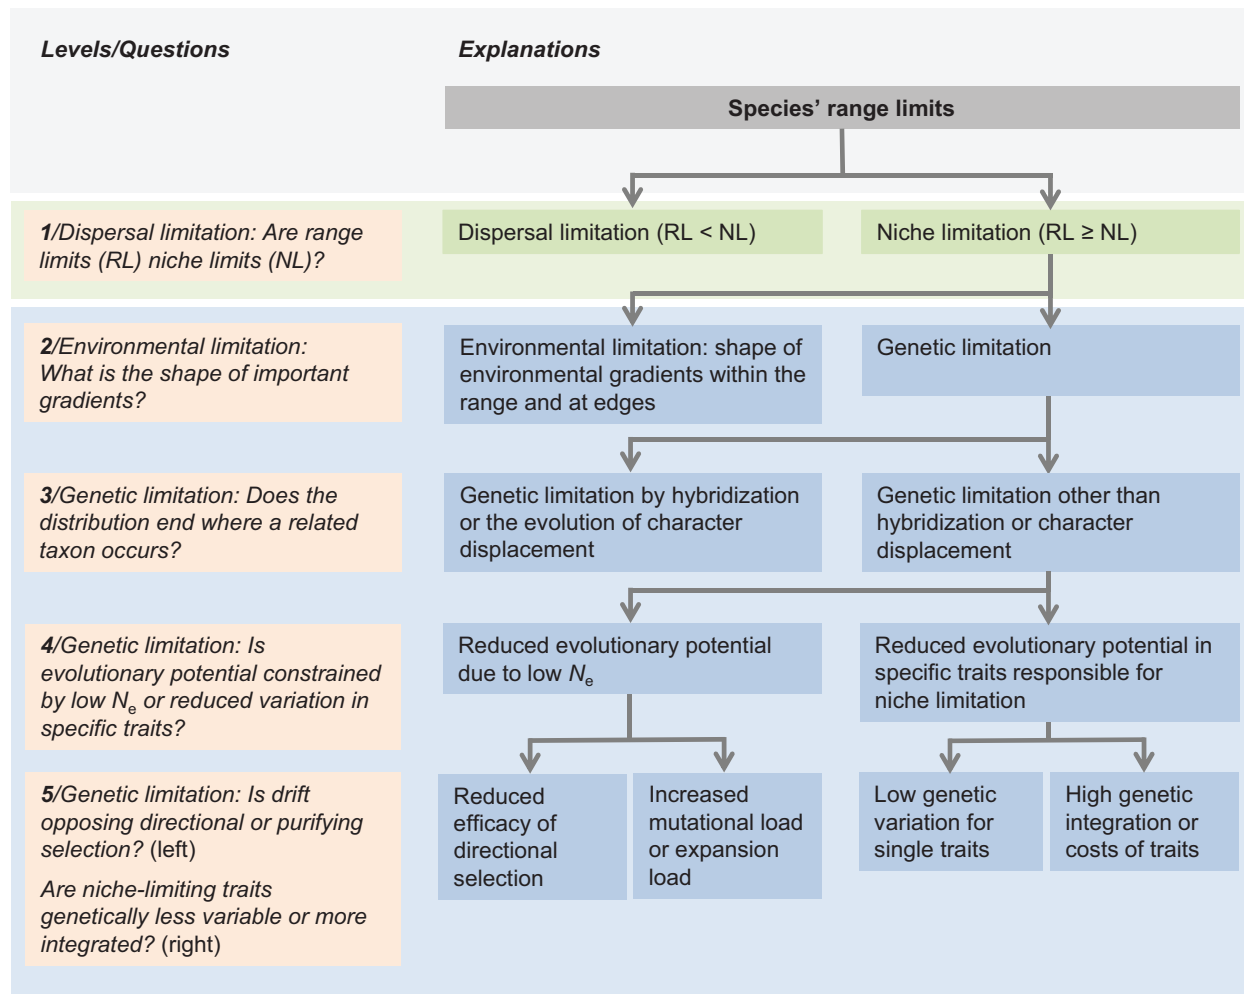 Levels/Questions
Explanations
Species' range limits
1/Dispersal limitation: Are range
limits (RL) niche limits (NL)?
Dispersal limitation (RL < NL)
Niche limitation (RL ≥ NL)
2/Environmental limitation:
What is the shape of important
gradients?
Environmental limitation: shape of
environmental gradients within the
range and at edges
Genetic limitation
3/Genetic limitation: Does the
distribution end where a related
taxon occurs?
Genetic limitation by hybridization
or the evolution of character
displacement
Genetic limitation other than
hybridization or character
displacement
4/Genetic limitation: Is
evolutionary potential constrained
by low Ne or reduced variation in
specific traits?
Reduced evolutionary potential
due to low Ne
Reduced evolutionary potential in
specific traits responsible for
niche limitation
5/Genetic limitation: Is drift
opposing directional or purifying
selection? (left)
Are niche-limiting traits
genetically less variable or more
integrated? (right)
Reduced
efficacy of
directional
selection
Increased
mutational load
or expansion
load
Low genetic
variation for
single traits
High genetic
integration or
costs of traits